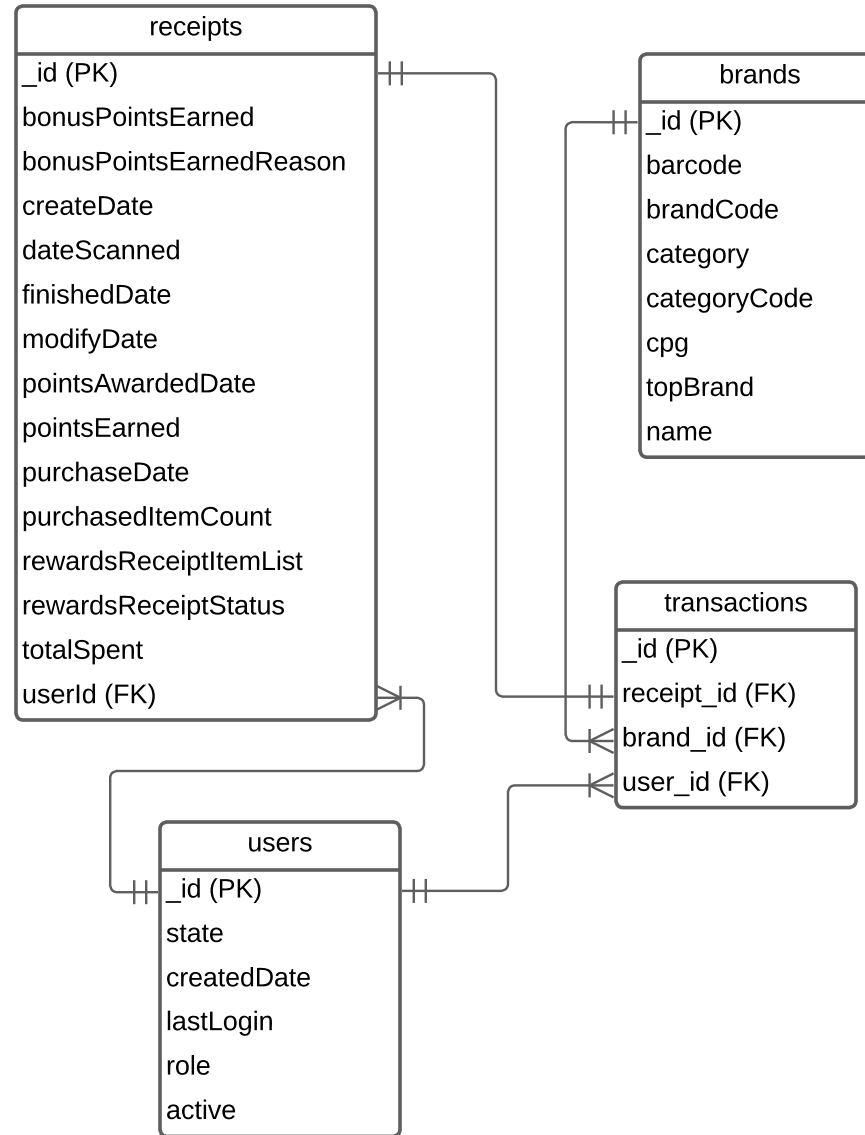 receipts
_id (PK)
bonusPointsEarned
bonusPointsEarnedReason
createDate
dateScanned
finishedDate
modifyDate
pointsAwardedDate
pointsEarned
purchaseDate
purchasedItemCount
rewardsReceiptItemList
rewardsReceiptStatus
totalSpent
userId (FK)
brands
_id (PK)
barcode
brandCode
category
categoryCode
cpg
topBrand
name
transactions
_id (PK)
receipt_id (FK)
brand_id (FK)
user_id (FK)
users
_id (PK)
state
createdDate
lastLogin
role
active